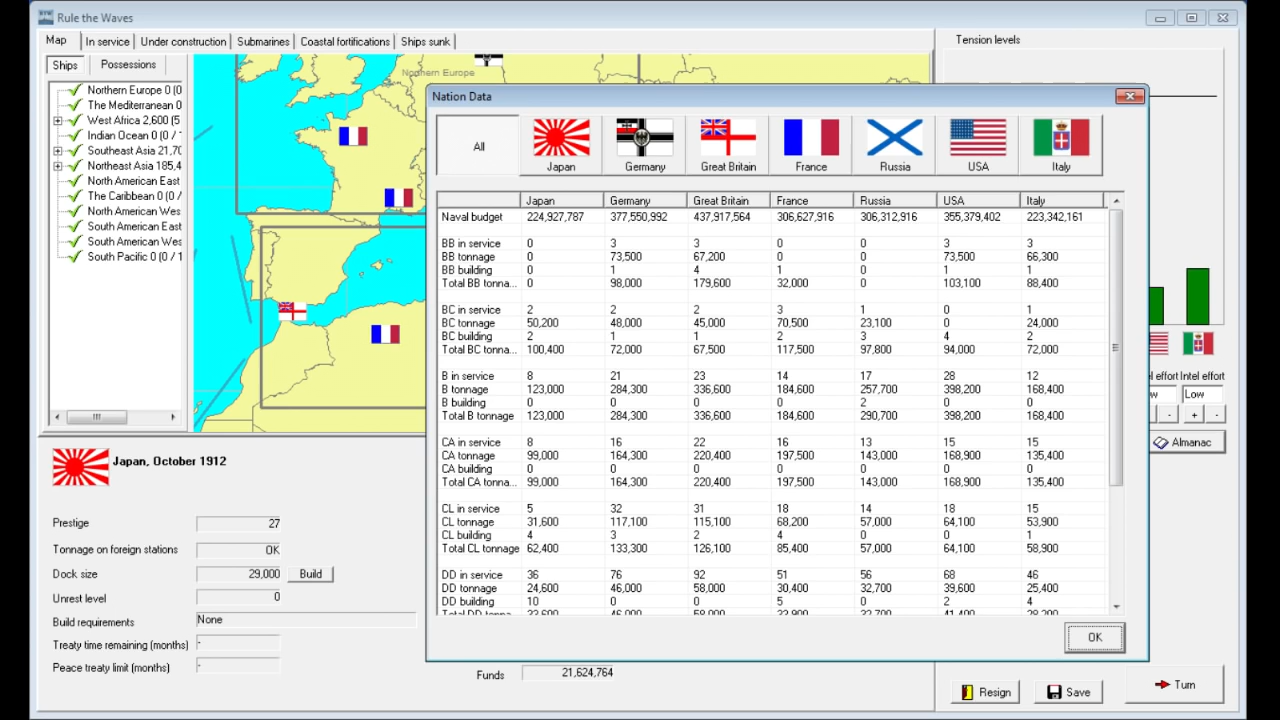 Rule the Waves
Map In service Under construction Submarines Coastal fortifications Ships sunk
Tension levels
Ships Possessions
Northern Europe 0 (0
The Mediterranean 0
West Africa 2,600 (5
Indian Ocean 0 (0 /
Southeast Asia 21,70
Northeast Asia 185,4
North American East
The Caribbean 0 (0 /
North American Wes
South American East
South American Wes
South Pacific 0 (0 / 1
Northern Europe
Nation Data
All Japan Germany Great Britain France Russia USA Italy
Japan Germany Great Britain France Russia USA Italy
Naval budget 224,927,787 377,550,992 437,917,564 306,627,916 306,312,916 355,379,402 223,342,161
BB in service 0 3 3 0 0 3 3
BB tonnage 0 73,500 67,200 0 0 73,500 66,300
BB building 0 1 4 1 0 1 1
Total BB tonna... 0 98,000 179,600 32,000 0 103,100 88,400
BC in service 2 2 2 3 1 0 1
BC tonnage 50,200 48,000 45,000 70,500 23,100 0 24,000
BC building 2 1 1 2 3 4 2
Total BC tonna... 100,400 72,000 67,500 117,500 97,800 94,000 72,000
B in service 8 21 23 14 17 28 12
B tonnage 123,000 284,300 336,600 184,600 257,700 398,200 168,400
B building 0 0 0 0 2 0 0
Total B tonnage 123,000 284,300 336,600 184,600 290,700 398,200 168,400
CA in service 8 16 22 16 13 15 15
CA tonnage 99,000 164,300 220,400 197,500 143,000 168,900 135,400
CA building 0 0 0 0 0 0 0
Total CA tonna... 99,000 164,300 220,400 197,500 143,000 168,900 135,400
CL in service 5 32 31 18 14 18 15
CL tonnage 31,600 117,100 115,100 68,200 57,000 64,100 53,900
CL building 4 3 2 4 0 0 1
Total CL tonnage 62,400 133,300 126,100 85,400 57,000 64,100 58,900
DD in service 36 76 92 51 56 68 46
DD tonnage 24,600 46,000 58,000 30,400 32,700 39,600 25,400
DD building 10 0 0 5 0 2 4
OK
el effort Intel effort
w Low
- + -
Almanac
Japan, October 1912
Prestige 27
Tonnage on foreign stations OK
Dock size 29,000 Build
Unrest level 0
Build requirements None
Treaty time remaining (months) -
Peace treaty limit (months) -
Funds 21,624,764
Resign Save Turn